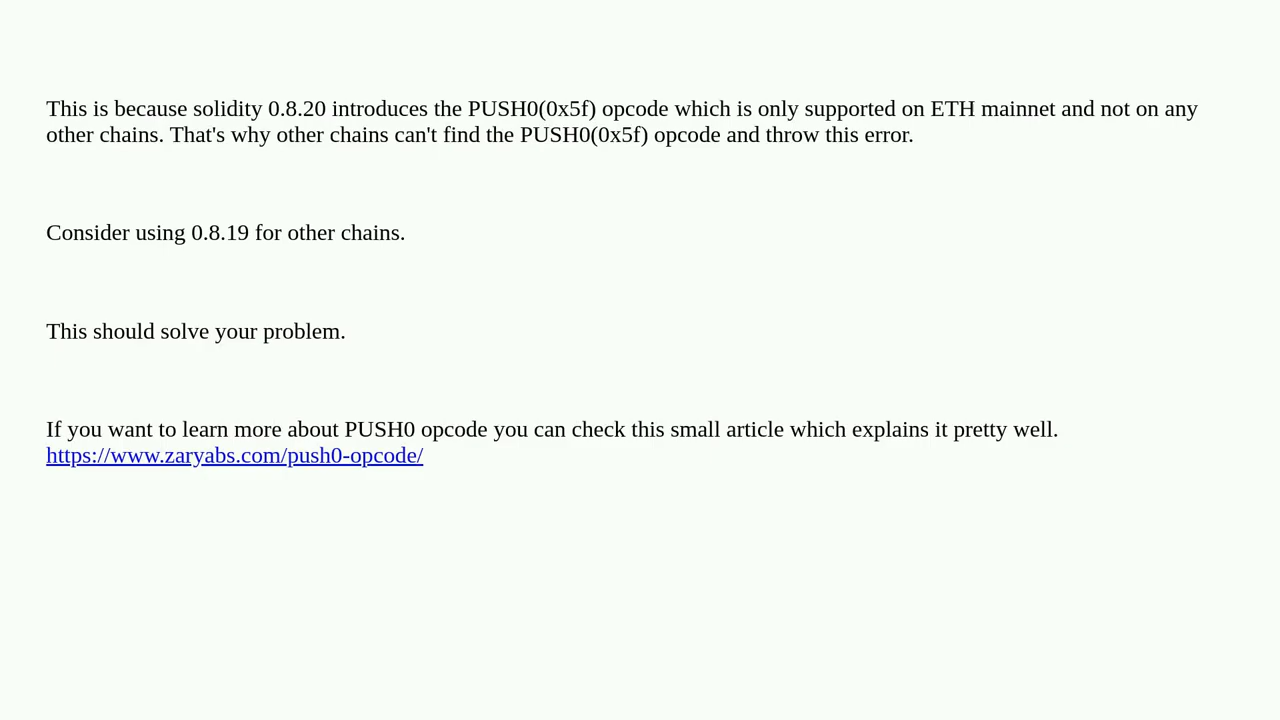 This is because solidity 0.8.20 introduces the PUSH0(0x5f) opcode which is only supported on ETH mainnet and not on any
other chains. That's why other chains can't find the PUSH0(0x5f) opcode and throw this error.
Consider using 0.8.19 for other chains.
This should solve your problem.
If you want to learn more about PUSH0 opcode you can check this small article which explains it pretty well.
https://www.zaryabs.com/push0-opcode/